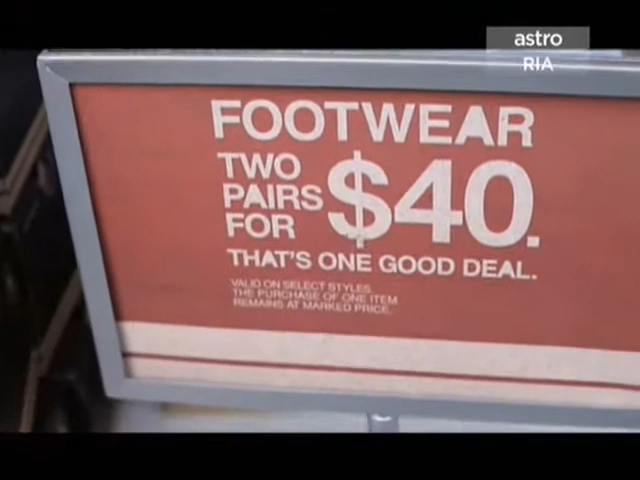 astro
RIA
FOOTWEAR
TWO
PAIRS
FOR
$40.
THAT'S ONE GOOD DEAL.
VALID ON SELECT STYLES.
THE PURCHASE OF ONE ITEM
REMAINS AT MARKED PRICE.